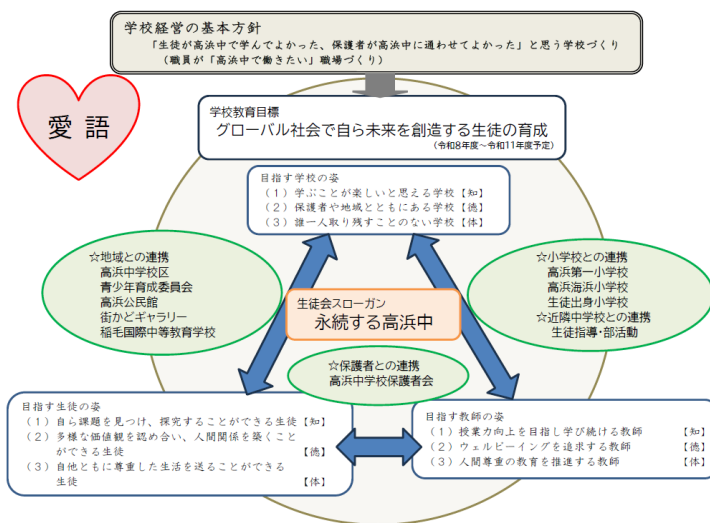 学校経営の基本方針
「生徒が高浜中で学んでよかった、保護者が高浜中に通わせてよかった」と思う学校づくり
（職員が「高浜中で働きたい」職場づくり）
愛 語
学校教育目標
グローバル社会で自ら未来を創造する生徒の育成
（令和８年度～令和11年度予定）
目指す学校の姿
（１）学ぶことが楽しいと思える学校【知】
（２）保護者や地域とともにある学校【徳】
（３）誰一人取り残すことのない学校【体】
☆地域との連携
高浜中学校区
青少年育成委員会
高浜公民館
街かどギャラリー
稲毛国際中等教育学校
☆小学校との連携
高浜第一小学校
高浜海浜小学校
生徒出身小学校
☆近隣中学校との連携
生徒指導・部活動
生徒会スローガン
永続する高浜中
☆保護者との連携
高浜中学校保護者会
目指す生徒の姿
（１）自ら課題を見つけ、探究することができる生徒【知】
（２）多様な価値観を認め合い、人間関係を築くこと
ができる生徒 【徳】
（３）自他ともに尊重した生活を送ることができる
生徒 【体】
目指す教師の姿
（１）授業力向上を目指し学び続ける教師 【知】
（２）ウェルビーイングを追求する教師 【徳】
（３）人間尊重の教育を推進する教師 【体】